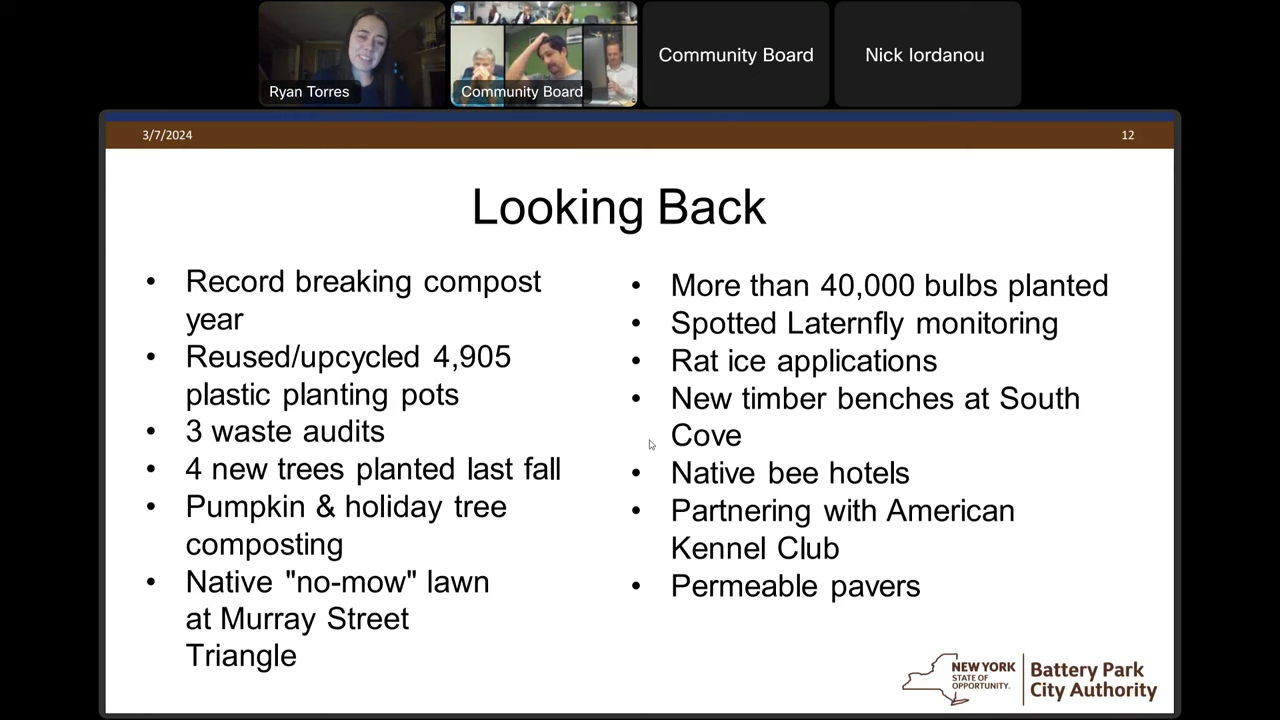 Ryan Torres
Community Board
Community Board
Nick Iordanou
3/7/2024
12
Looking Back
• Record breaking compost
year
• Reused/upcycled 4,905
plastic planting pots
• 3 waste audits
• 4 new trees planted last fall
• Pumpkin & holiday tree
composting
• Native "no-mow" lawn
at Murray Street
Triangle
• More than 40,000 bulbs planted
• Spotted Laternfly monitoring
• Rat ice applications
• New timber benches at South
Cove
• Native bee hotels
• Partnering with American
Kennel Club
• Permeable pavers
NEW YORK
STATE OF
OPPORTUNITY.
Battery Park
City Authority